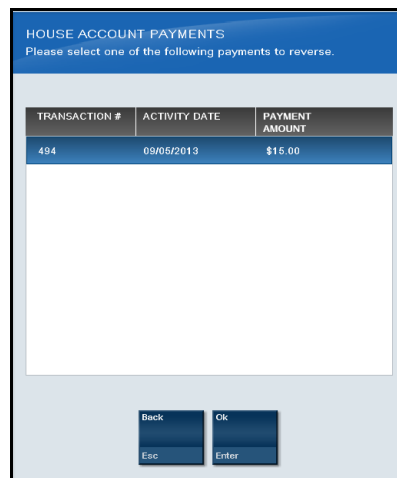 HOUSE ACCOUNT PAYMENTS
Please select one of the following payments to reverse.
TRANSACTION # ACTIVITY DATE PAYMENT
AMOUNT
494 09/05/2013 $15.00
Back Ok
Esc Enter